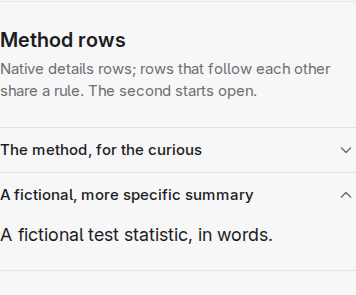 Method rows
Native details rows; rows that follow each other
share a rule. The second starts open.
The method, for the curious
A fictional, more specific summary
A fictional test statistic, in words.